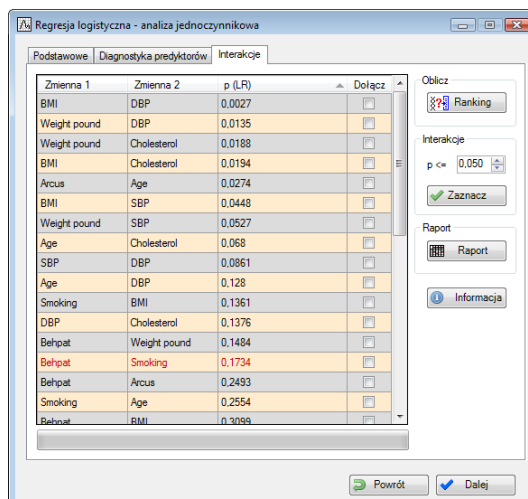 Regresja logistyczna - analiza jednoczynnikowa
Podstawowe Diagnostyka predyktorów Interakcje
Zmienna 1 Zmienna 2 p (LR) Dołącz
BMI DBP 0,0027
Weight pound DBP 0,0135
Weight pound Cholesterol 0,0188
BMI Cholesterol 0,0194
Arcus Age 0,0274
BMI SBP 0,0448
Weight pound SBP 0,0527
Age Cholesterol 0,068
SBP DBP 0,0861
Age DBP 0,128
Smoking BMI 0,1361
DBP Cholesterol 0,1376
Behpat Weight pound 0,1484
Behpat Smoking 0,1734
Behpat Arcus 0,2493
Smoking Age 0,2554
Behpat BMI 0,3099
Oblicz
Ranking
Interakcje
p <= 0,050
Zaznacz
Raport
Raport
Informacja
Powrót Dalej